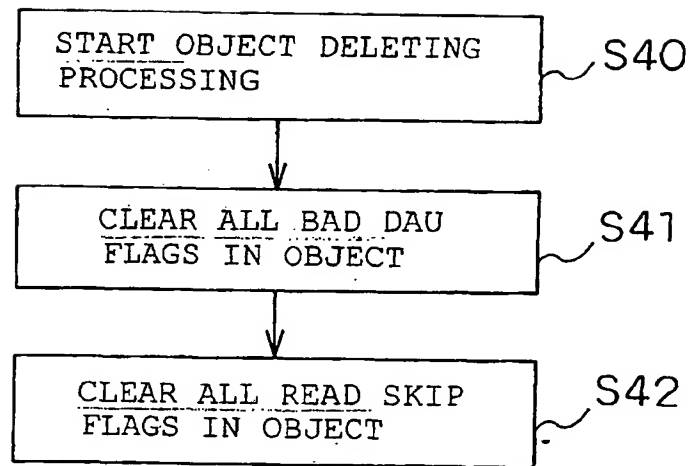 START OBJECT DELETING
PROCESSING
S40
CLEAR ALL BAD DAU
FLAGS IN OBJECT
S41
CLEAR ALL READ SKIP
FLAGS IN OBJECT
S42